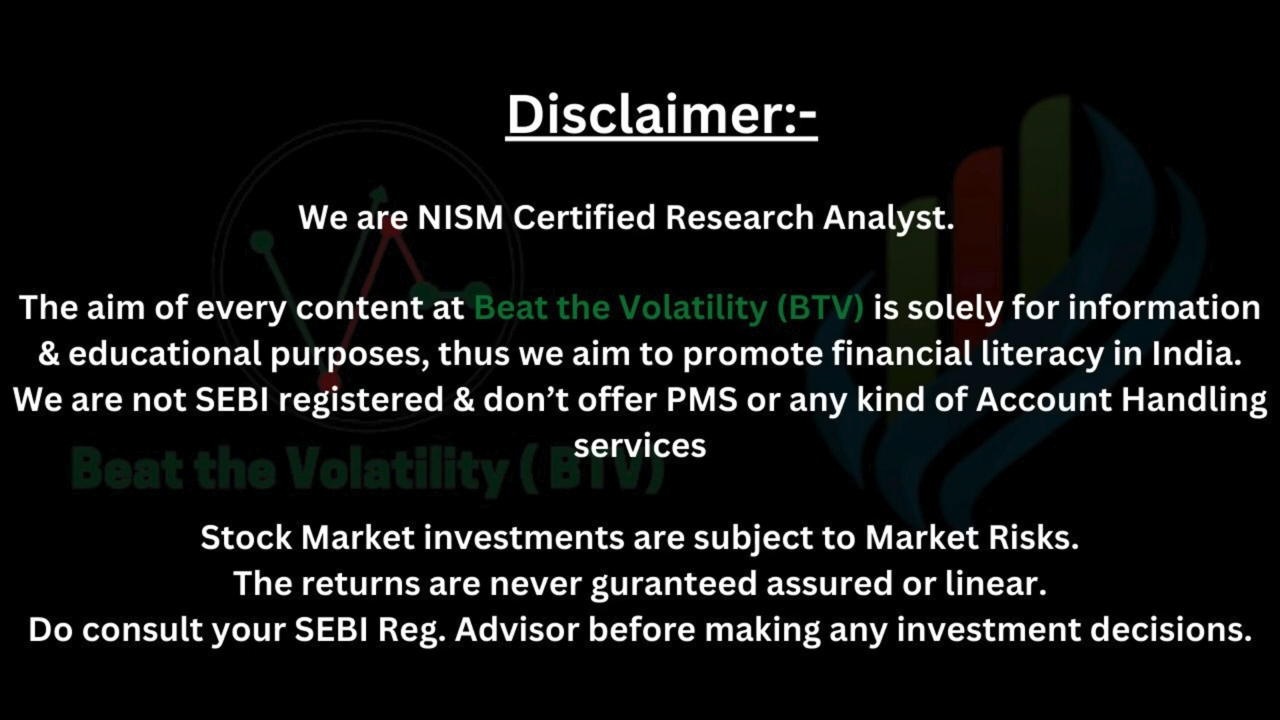 Disclaimer:-
We are NISM Certified Research Analyst.
The aim of every content at Beat the Volatility (BTV) is solely for information
& educational purposes, thus we aim to promote financial literacy in India.
We are not SEBI registered & don’t offer PMS or any kind of Account Handling
services
Beat the Volatility ( BTV)
Stock Market investments are subject to Market Risks.
The returns are never guranteed assured or linear.
Do consult your SEBI Reg. Advisor before making any investment decisions.